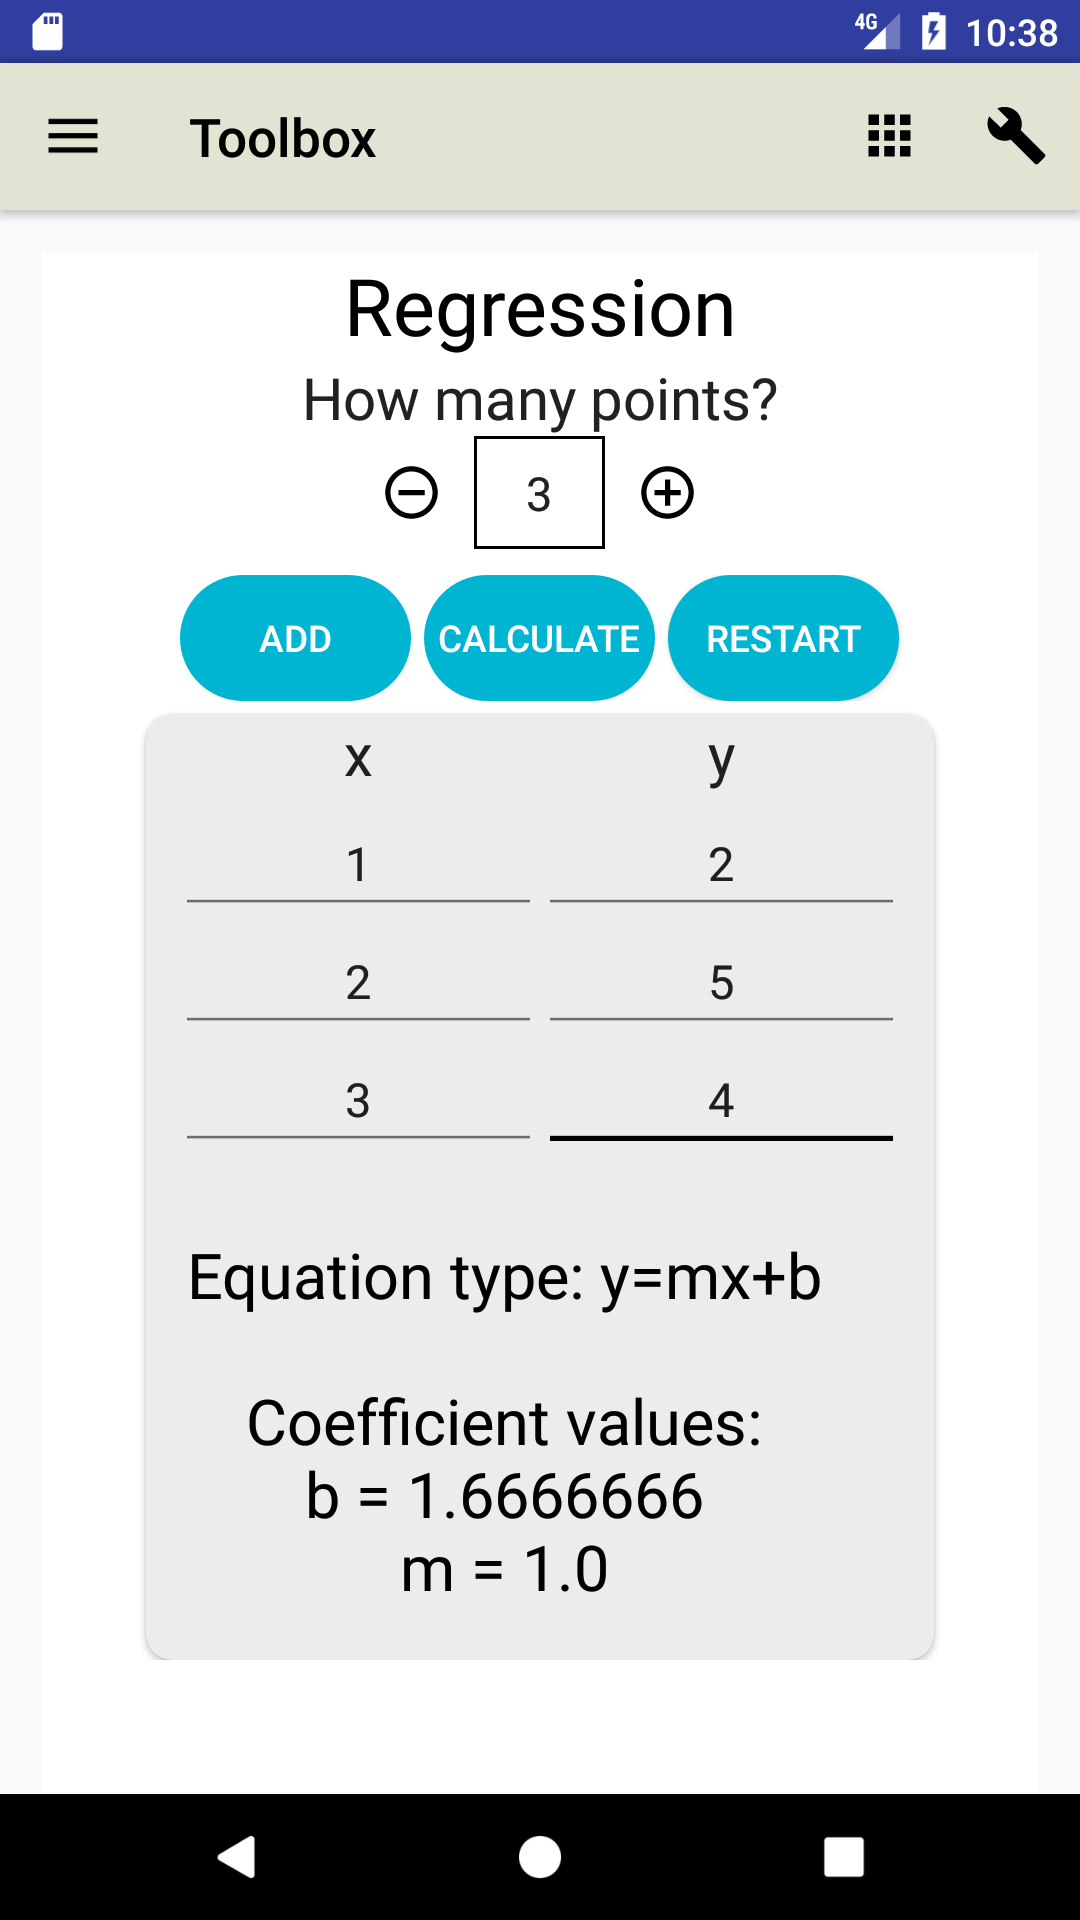 4G 10:38
Toolbox
Regression
How many points?
3
ADD CALCULATE RESTART
x y
1 2
2 5
3 4
Equation type: y=mx+b
Coefficient values:
b = 1.6666666
m = 1.0